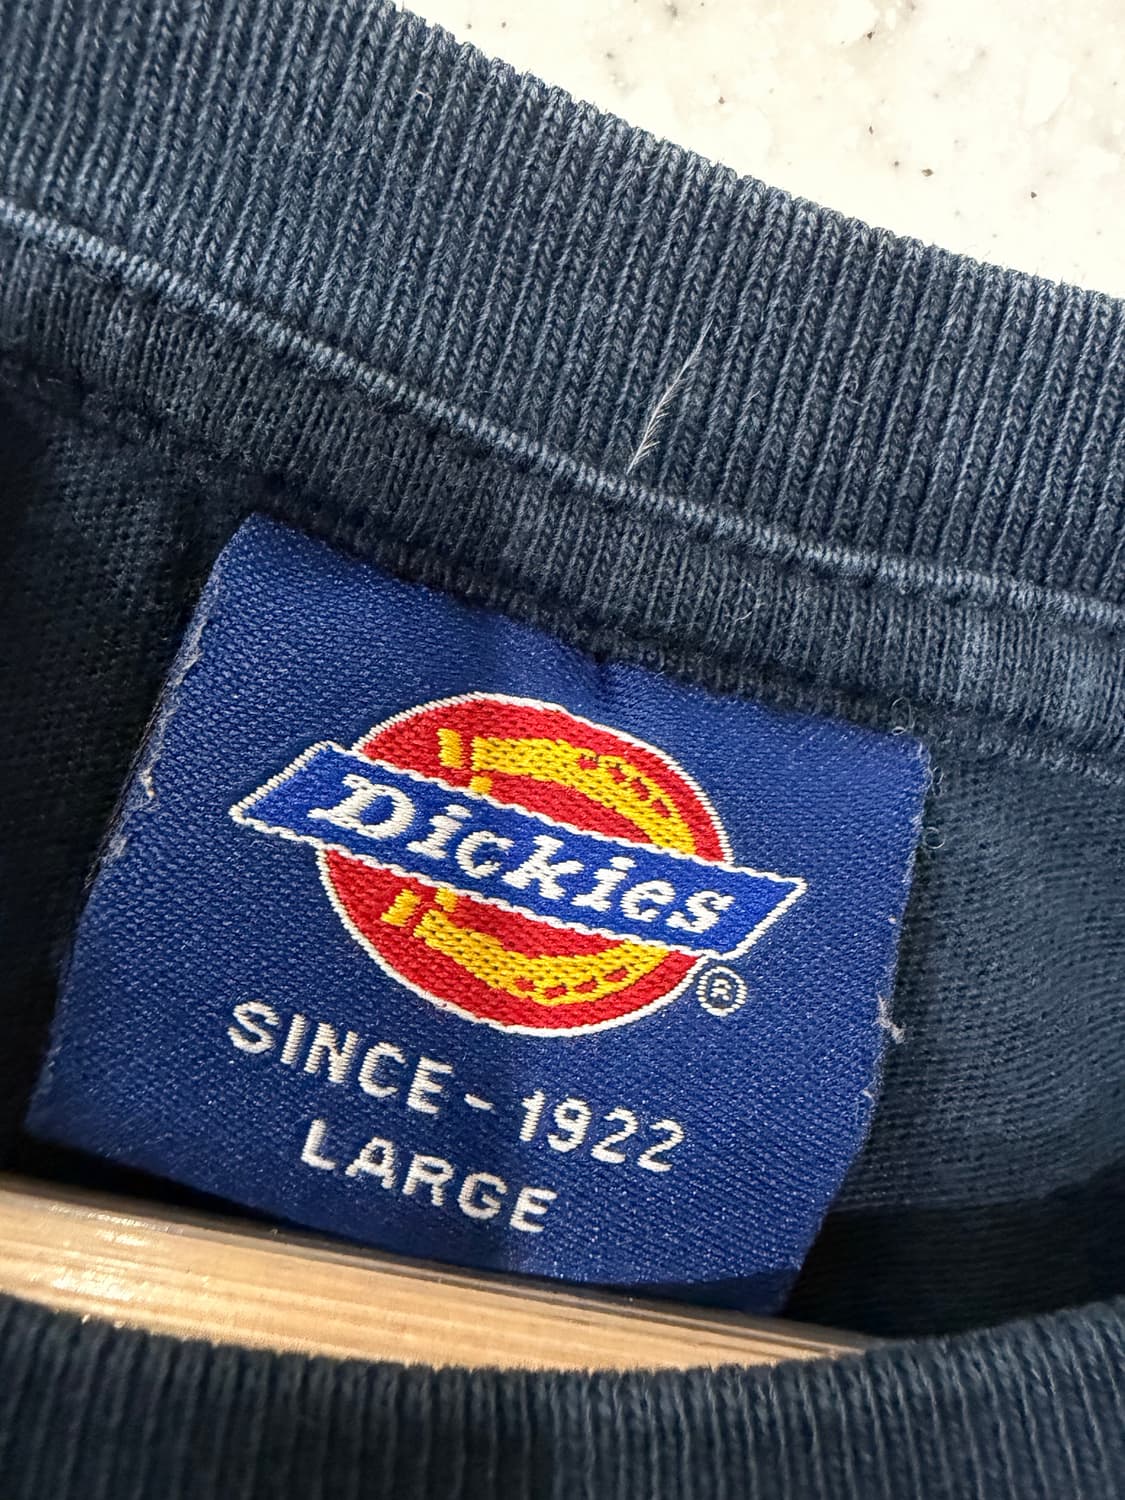 Dickies
®
SINCE-1922
LARGE